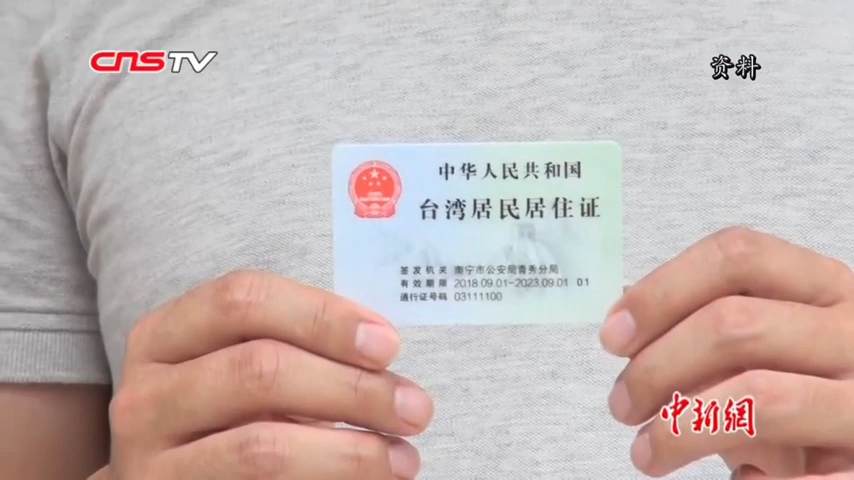 CNSTV
资料
中华人民共和国
台湾居民居住证
签发机关 南宁市公安局青秀分局
有效期限 2018.09.01-2023.09.01 01
通行证号码 03111100
中新網